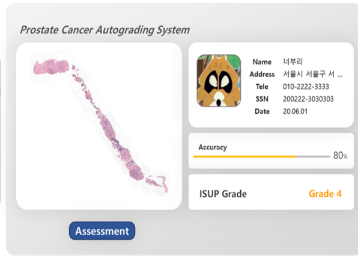 Prostate Cancer Autograding System
Name 너부리
Address 서울시 서울구 서 ...
Tele 010-2222-3333
SSN 200222-3030303
Date 20.06.01
Accuracy
80%
ISUP Grade Grade 4
Assessment